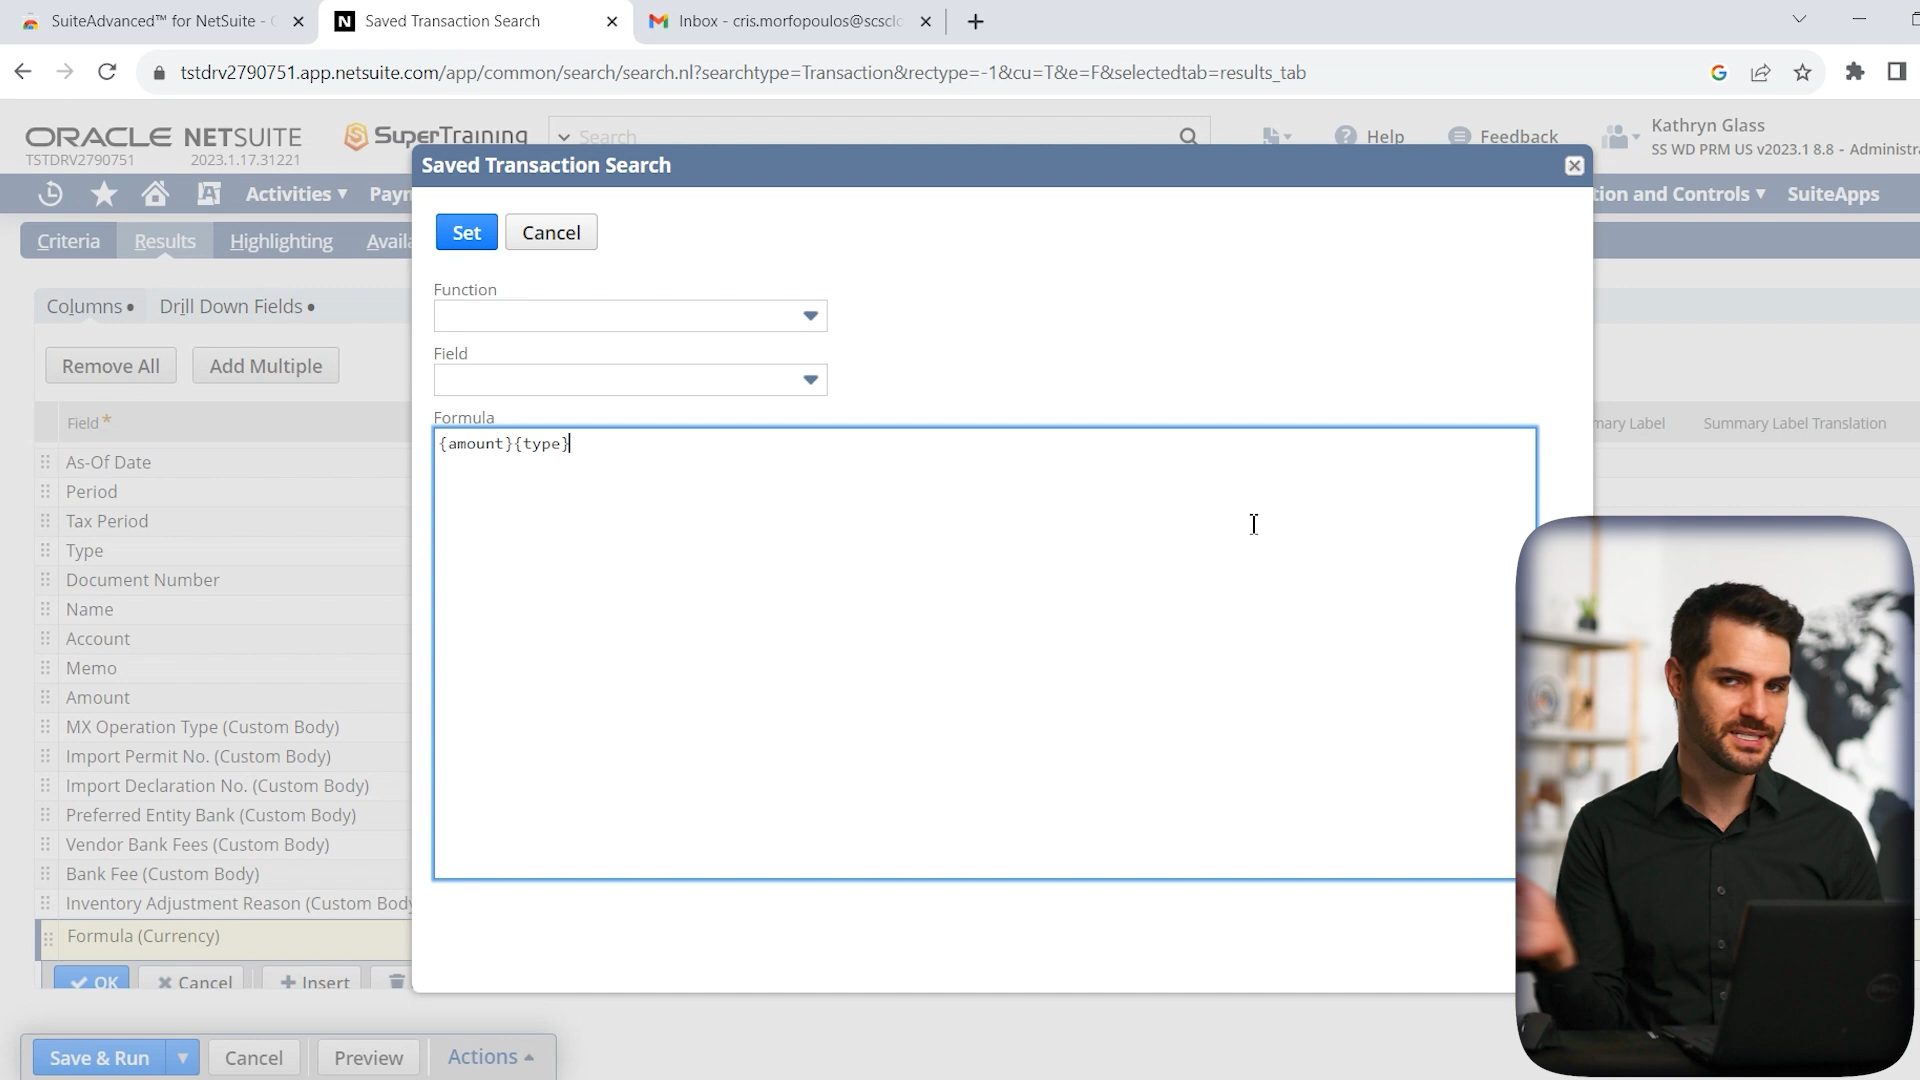 SuiteAdvanced™ for NetSuite -
Saved Transaction Search
Inbox - cris.morfopoulos@scscl
tstdrv2790751.app.netsuite.com/app/common/search/search.nl?searchtype=Transaction&rectype=-1&cu=T&e=F&selectedtab=results_tab
ORACLE NETSUITE
TSTDRV2790751 2023.1.17.31221
SuperTraining
Search
Help
Feedback
Kathryn Glass
SS WD PRM US v2023.1 8.8 - Administra
Activities
Paym
tion and Controls
SuiteApps
Criteria
Results
Highlighting
Availa
Columns •
Drill Down Fields •
Remove All
Add Multiple
Field *
mary Label
Summary Label Translation
As-Of Date
Period
Tax Period
Type
Document Number
Name
Account
Memo
Amount
MX Operation Type (Custom Body)
Import Permit No. (Custom Body)
Import Declaration No. (Custom Body)
Preferred Entity Bank (Custom Body)
Vendor Bank Fees (Custom Body)
Bank Fee (Custom Body)
Inventory Adjustment Reason (Custom Body
Formula (Currency)
OK
Cancel
Insert
Saved Transaction Search
Set
Cancel
Function
Field
Formula
{amount}{type}
Save & Run
Cancel
Preview
Actions
DELL